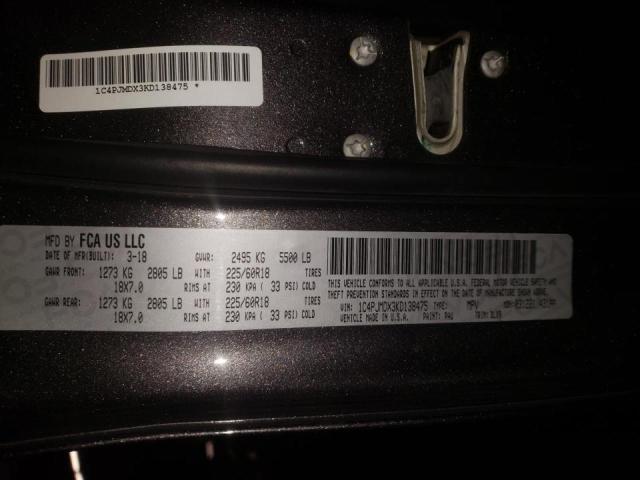 1C4PJMDX3KD138475 *
MFD BY FCA US LLC
DATE OF MFR(BUILT): 3-18 GVWR: 2495 KG 5500 LB
GAWR FRONT: 1273 KG 2805 LB WITH 225/60R18 TIRES
18X7.0 RIMS AT 230 KPA ( 33 PSI) COLD
GAWR REAR: 1273 KG 2805 LB WITH 225/60R18 TIRES
18X7.0 RIMS AT 230 KPA ( 33 PSI) COLD
THIS VEHICLE CONFORMS TO ALL APPLICABLE U.S.A. FEDERAL MOTOR VEHICLE SAFETY AND
THEFT PREVENTION STANDARDS IN EFFECT ON THE DATE OF MANUFACTURE SHOWN ABOVE.
VIN: 1C4PJMDX3KD138475 TYPE: MPV
VEHICLE MADE IN U.S.A. PAINT: PAU TRIM: